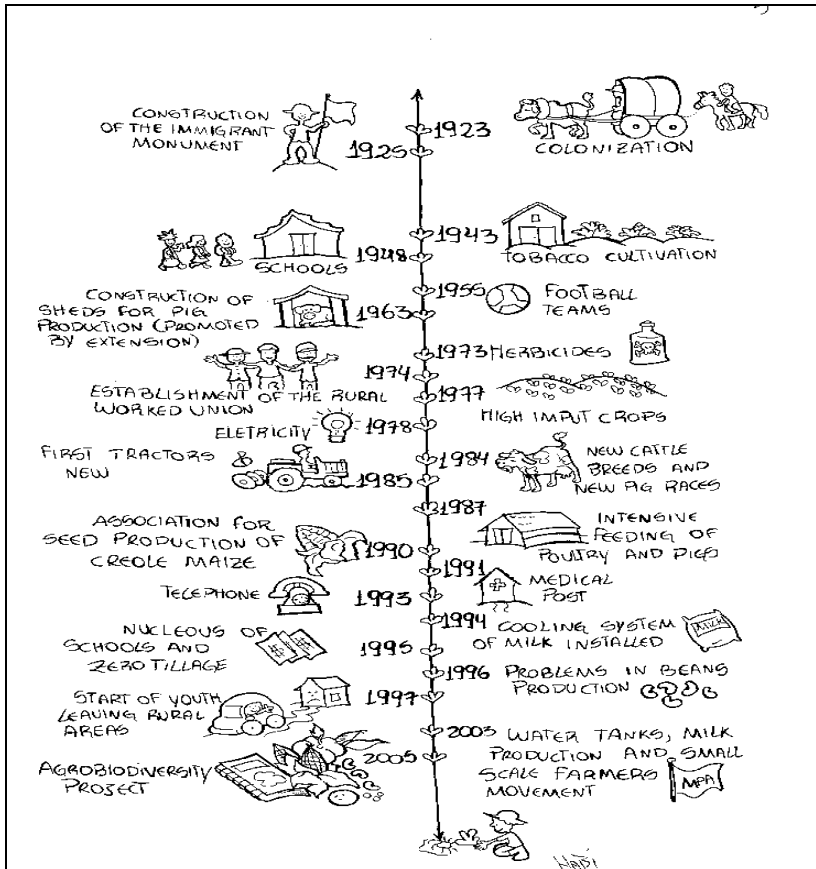 1923
COLONIZATION
CONSTRUCTION
OF THE IMMIGRANT
MONUMENT
1925
1943
TOBACCO CULTIVATION
1948
SCHOOLS
1955
FOOTBALL
TEAMS
CONSTRUCTION OF
SHEDS FOR PIG
PRODUCTION (PROMOTED
BY EXTENSION)
1963
1973
HERBICIDES
1974
ESTABLISHMENT OF THE RURAL
WORKED UNION
1977
HIGH IMPUT CROPS
ELETRICITY
1978
1984
NEW CATTLE
BREEDS AND
NEW PIG RACES
FIRST TRACTORS
NEW
1985
1987
INTENSIVE
FEEDING OF
POULTRY AND PIGS
ASSOCIATION FOR
SEED PRODUCTION OF
CREOLE MAIZE
1990
1991
MEDICAL
POST
TELEPHONE
1993
1994
COOLING SYSTEM
OF MILK INSTALLED
MILK
NUCLEOUS OF
SCHOOLS AND
ZERO TILLAGE
1995
1996
PROBLEMS IN BEANS
PRODUCTION
START OF YOUTH
LEAVING RURAL
AREAS
1997
2003
WATER TANKS, MILK
PRODUCTION AND SMALL
SCALE FARMERS
MOVEMENT
MPA
AGROBIODIVERSITY
PROJECT
2005